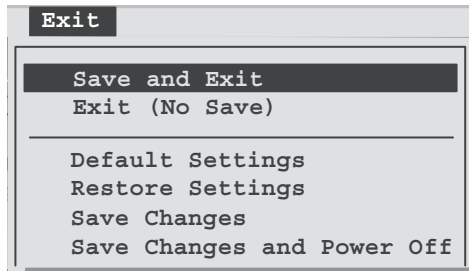 Exit
Save and Exit
Exit (No Save)
Default Settings
Restore Settings
Save Changes
Save Changes and Power Off